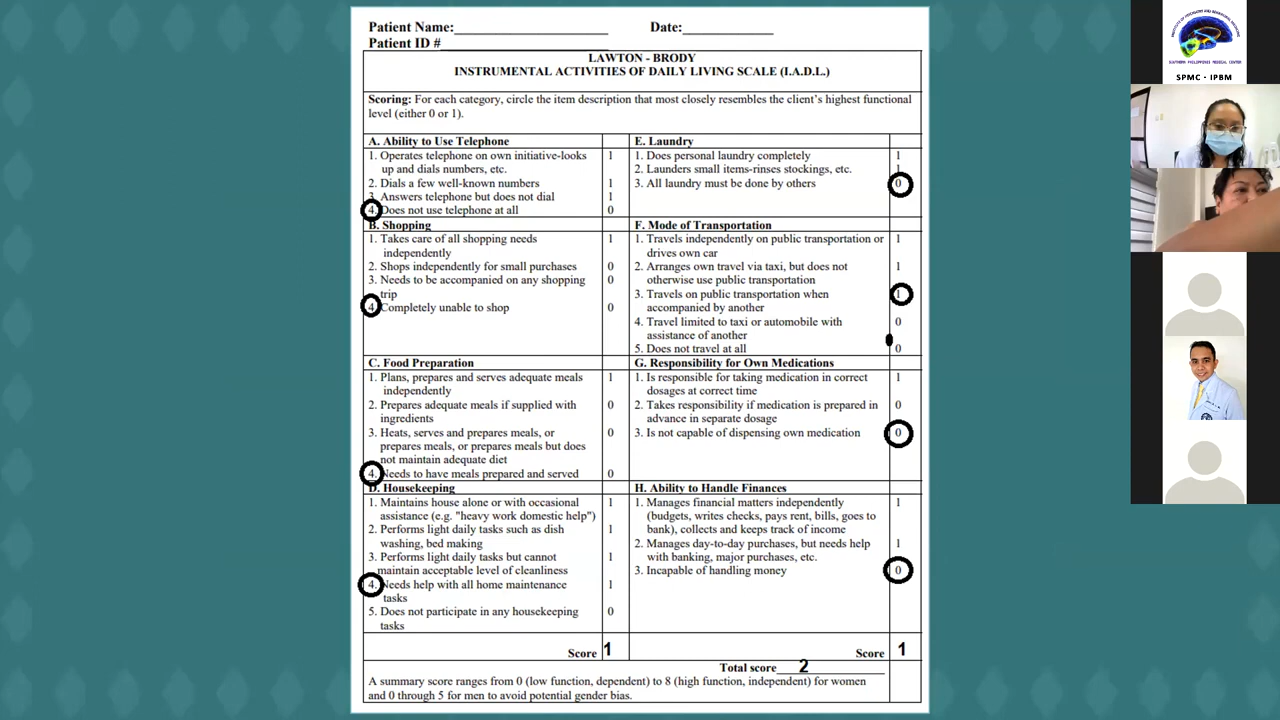 Patient Name: Date:
Patient ID #
LAWTON - BRODY
INSTRUMENTAL ACTIVITIES OF DAILY LIVING SCALE (I.A.D.L.)
Scoring: For each category, circle the item description that most closely resembles the client's highest functional
level (either 0 or 1).
A. Ability to Use Telephone
1. Operates telephone on own initiative-looks 1
up and dials numbers, etc.
2. Dials a few well-known numbers 1
3. Answers telephone but does not dial 1
4. Does not use telephone at all 0
B. Shopping
1. Takes care of all shopping needs 1
independently
2. Shops independently for small purchases 0
3. Needs to be accompanied on any shopping 0
trip
4. Completely unable to shop 0
C. Food Preparation
1. Plans, prepares and serves adequate meals 1
independently
2. Prepares adequate meals if supplied with 0
ingredients
3. Heats, serves and prepares meals, or 0
prepares meals, or prepares meals but does
not maintain adequate diet
4. Needs to have meals prepared and served 0
D. Housekeeping
1. Maintains house alone or with occasional 1
assistance (e.g. "heavy work domestic help")
2. Performs light daily tasks such as dish 1
washing, bed making
3. Performs light daily tasks but cannot 1
maintain acceptable level of cleanliness
4. Needs help with all home maintenance 1
tasks
5. Does not participate in any housekeeping 0
tasks
Score 1
E. Laundry
1. Does personal laundry completely 1
2. Launders small items-rinses stockings, etc. 1
3. All laundry must be done by others 0
F. Mode of Transportation
1. Travels independently on public transportation or 1
drives own car
2. Arranges own travel via taxi, but does not 1
otherwise use public transportation
3. Travels on public transportation when 1
accompanied by another
4. Travel limited to taxi or automobile with 0
assistance of another
5. Does not travel at all 0
G. Responsibility for Own Medications
1. Is responsible for taking medication in correct 1
dosages at correct time
2. Takes responsibility if medication is prepared in 0
advance in separate dosage
3. Is not capable of dispensing own medication 0
H. Ability to Handle Finances
1. Manages financial matters independently 1
(budgets, writes checks, pays rent, bills, goes to
bank), collects and keeps track of income
2. Manages day-to-day purchases, but needs help 1
with banking, major purchases, etc.
3. Incapable of handling money 0
Score 1
Total score 2
A summary score ranges from 0 (low function, dependent) to 8 (high function, independent) for women
and 0 through 5 for men to avoid potential gender bias.
SOUTHERN PHILIPPINES MEDICAL CENTER
SPMC - IPBM